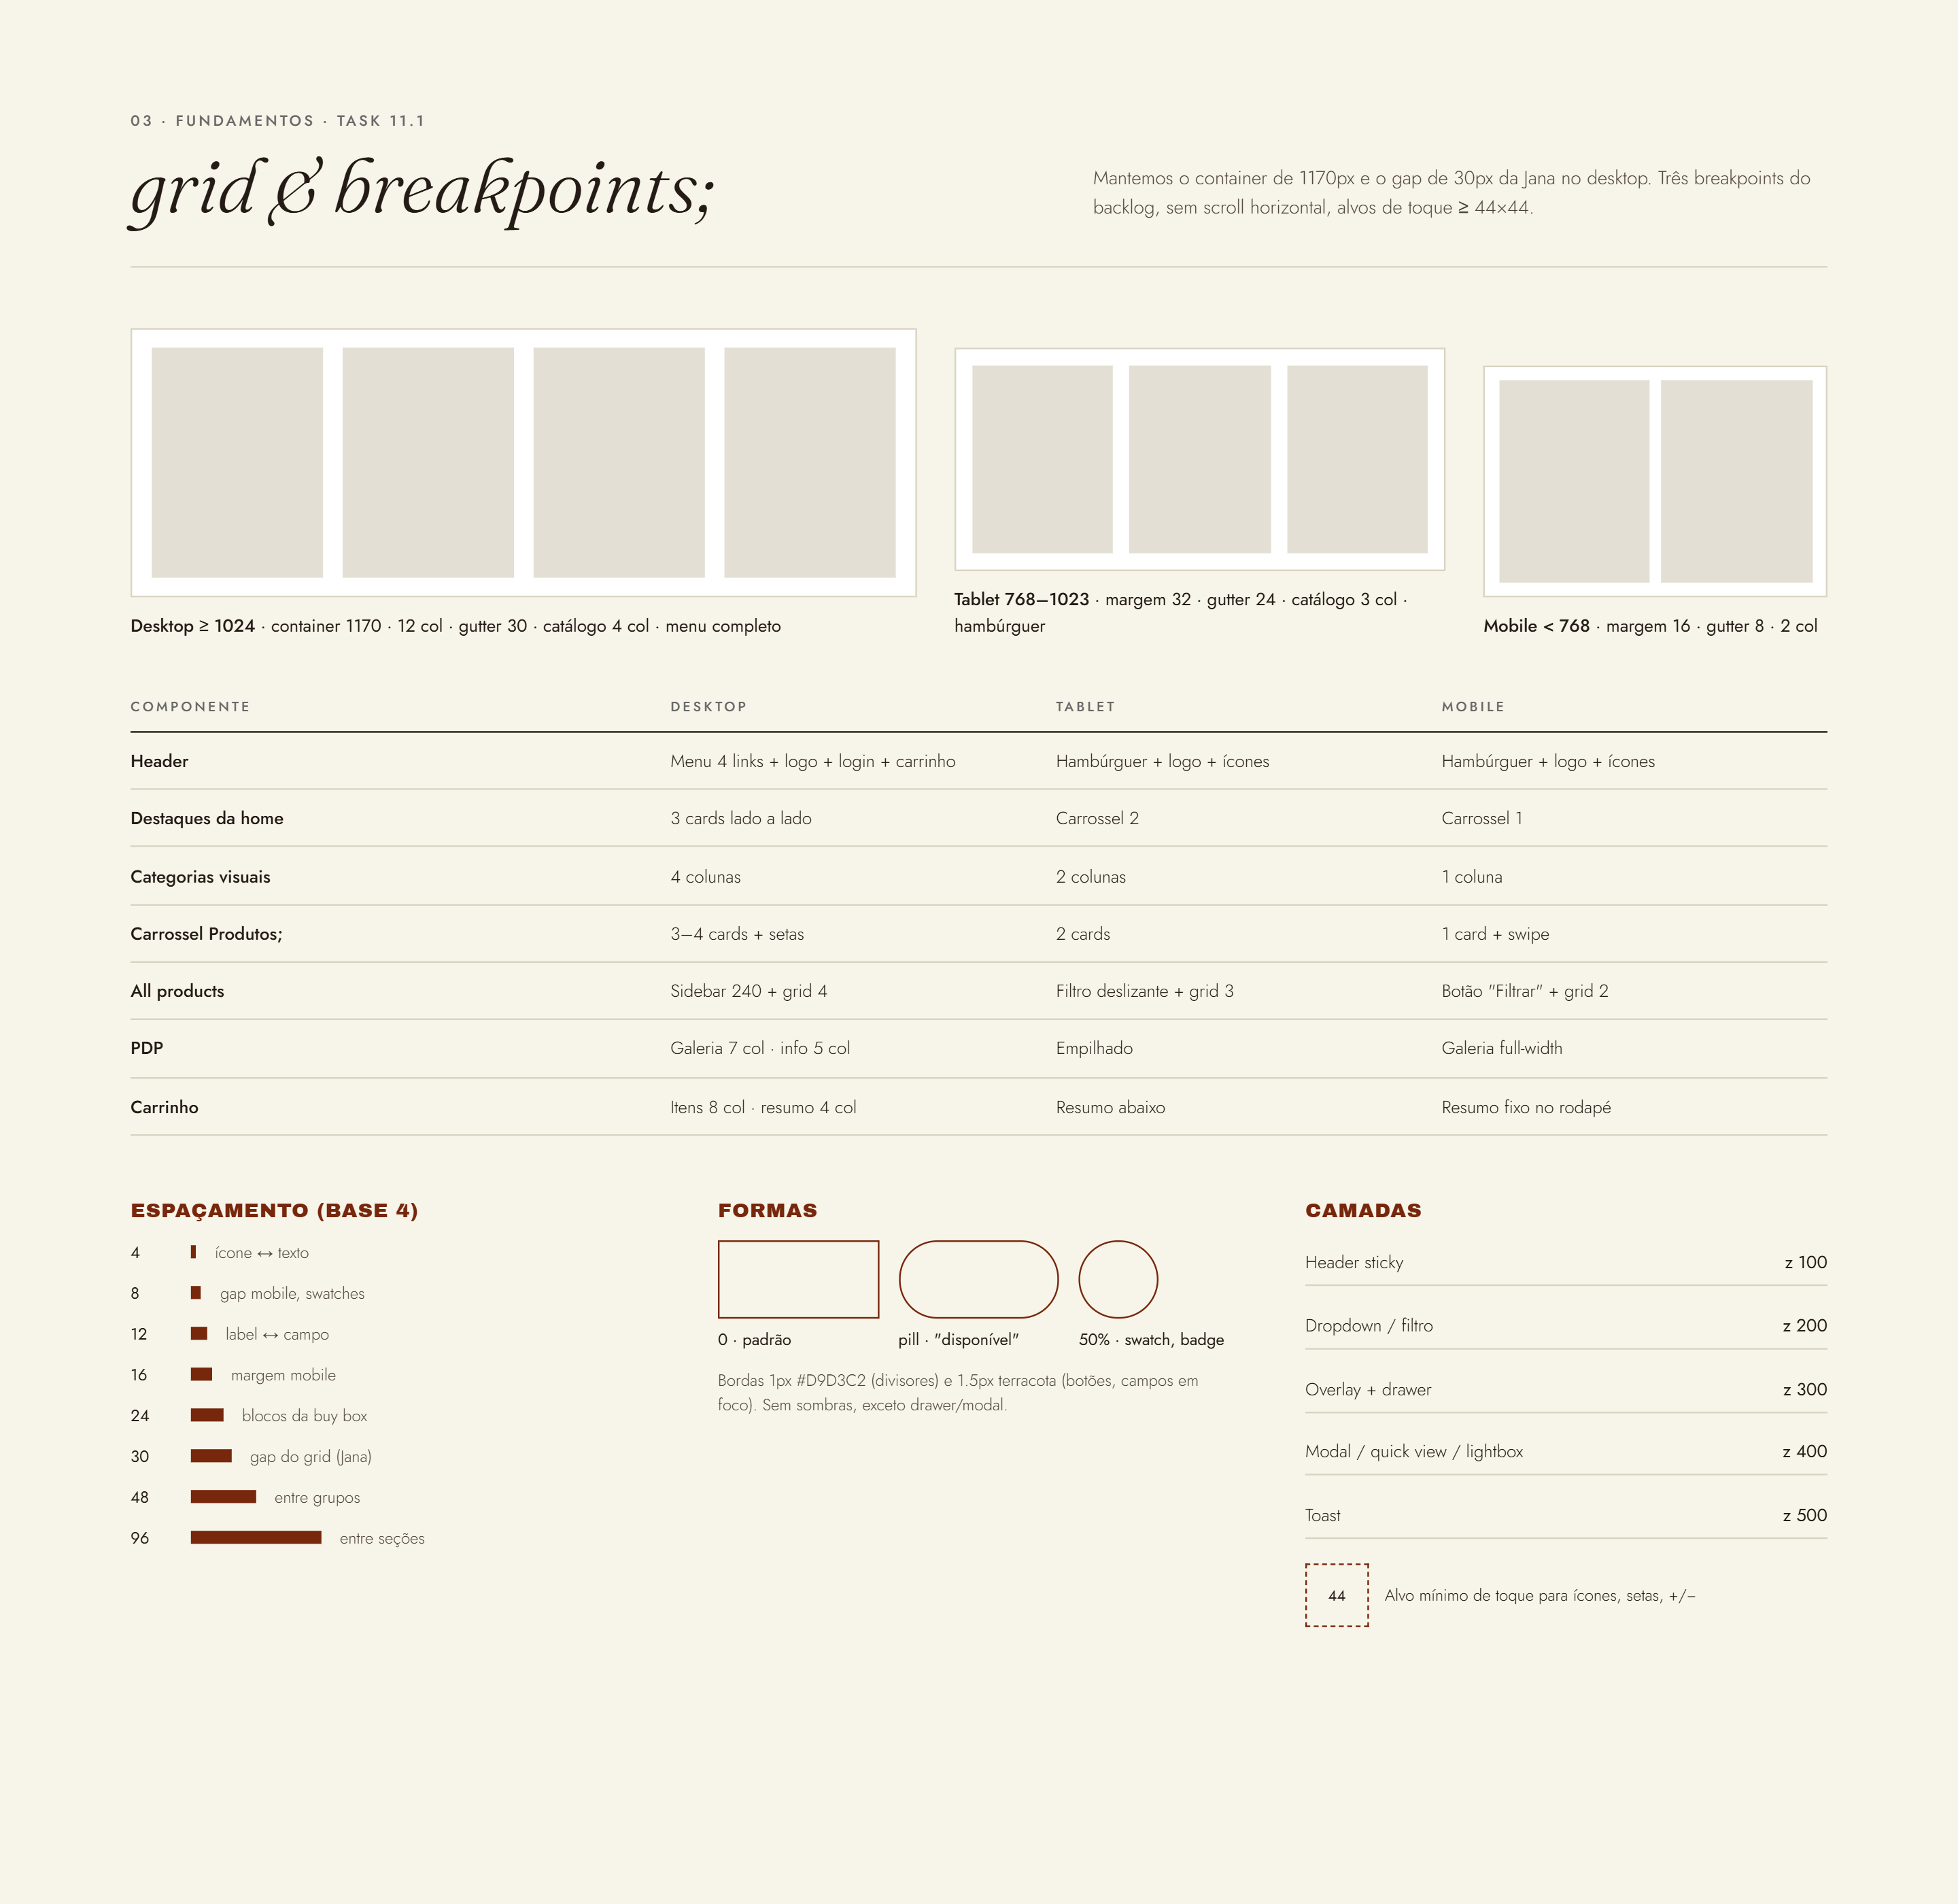 03 · FUNDAMENTOS · TASK 11.1
grid & breakpoints;
Mantemos o container de 1170px e o gap de 30px da Jana no desktop. Três breakpoints do
backlog, sem scroll horizontal, alvos de toque ≥ 44×44.
Desktop ≥ 1024 · container 1170 · 12 col · gutter 30 · catálogo 4 col · menu completo
Tablet 768–1023 · margem 32 · gutter 24 · catálogo 3 col ·
hambúrguer
Mobile < 768 · margem 16 · gutter 8 · 2 col
COMPONENTE DESKTOP TABLET MOBILE
Header Menu 4 links + logo + login + carrinho Hambúrguer + logo + ícones Hambúrguer + logo + ícones
Destaques da home 3 cards lado a lado Carrossel 2 Carrossel 1
Categorias visuais 4 colunas 2 colunas 1 coluna
Carrossel Produtos; 3–4 cards + setas 2 cards 1 card + swipe
All products Sidebar 240 + grid 4 Filtro deslizante + grid 3 Botão "Filtrar" + grid 2
PDP Galeria 7 col · info 5 col Empilhado Galeria full-width
Carrinho Itens 8 col · resumo 4 col Resumo abaixo Resumo fixo no rodapé
ESPAÇAMENTO (BASE 4)
4 ícone ↔ texto
8 gap mobile, swatches
12 label ↔ campo
16 margem mobile
24 blocos da buy box
30 gap do grid (Jana)
48 entre grupos
96 entre seções
FORMAS
0 · padrão
pill · "disponível"
50% · swatch, badge
Bordas 1px #D9D3C2 (divisores) e 1.5px terracota (botões, campos em
foco). Sem sombras, exceto drawer/modal.
CAMADAS
Header sticky z 100
Dropdown / filtro z 200
Overlay + drawer z 300
Modal / quick view / lightbox z 400
Toast z 500
44 Alvo mínimo de toque para ícones, setas, +/−